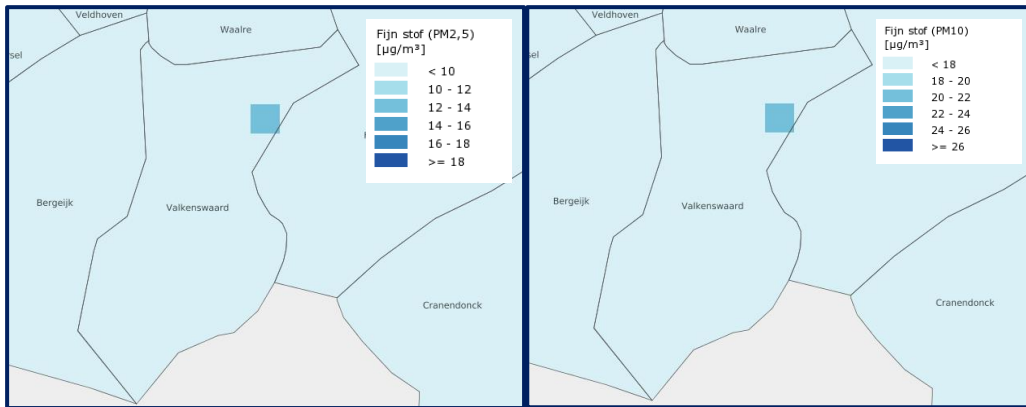 Veldhoven
Waalre
sel
Bergeijk
Valkenswaard
Cranendonck
Fijn stof (PM2,5)
[µg/m³]
< 10
10 - 12
12 - 14
14 - 16
16 - 18
>= 18
Veldhoven
Waalre
el
Bergeijk
Valkenswaard
Cranendonck
Fijn stof (PM10)
[µg/m³]
< 18
18 - 20
20 - 22
22 - 24
24 - 26
>= 26